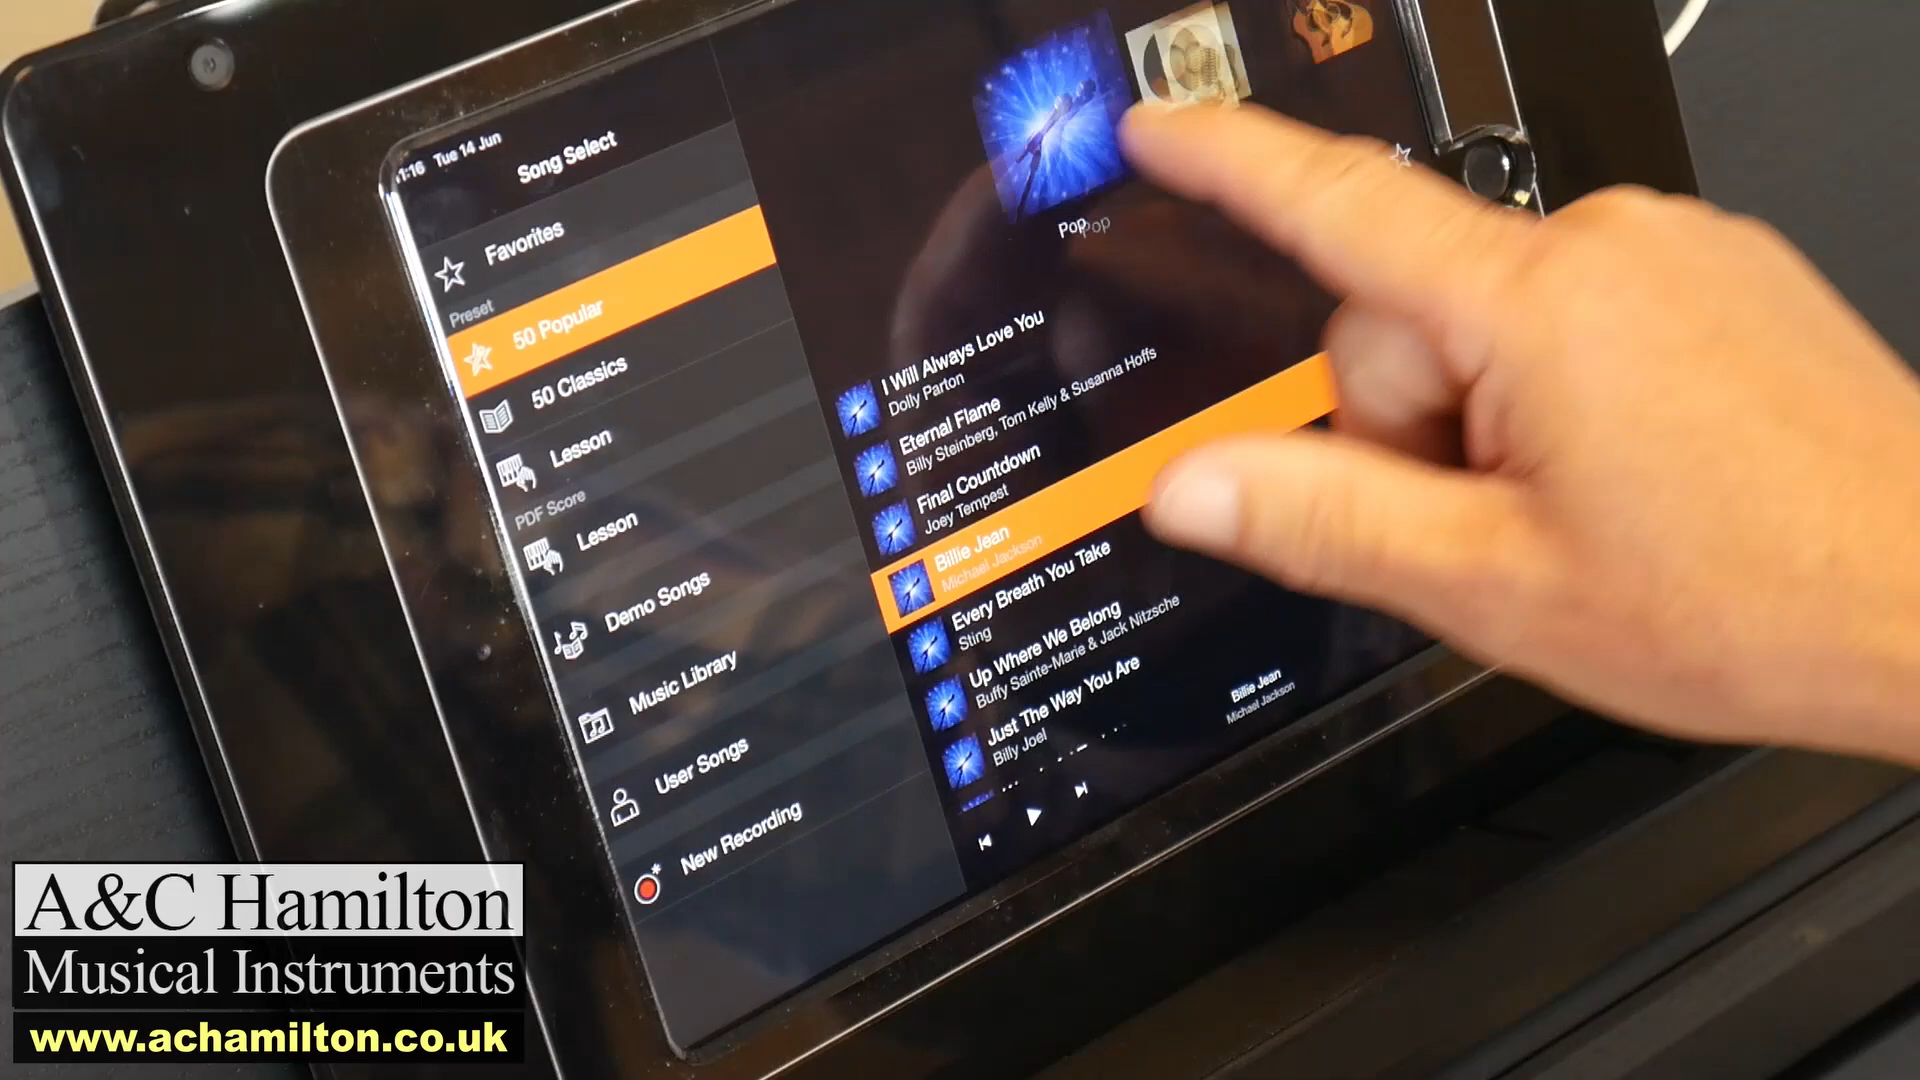 1:16 Tue 14 Jun
Song Select
Favorites
Preset
50 Popular
50 Classics
Lesson
PDF Score
Lesson
Demo Songs
Music Library
User Songs
New Recording
Pop
Pop
I Will Always Love You
Dolly Parton
Eternal Flame
Billy Steinberg, Tom Kelly & Susanna Hoffs
Final Countdown
Joey Tempest
Billie Jean
Michael Jackson
Every Breath You Take
Sting
Up Where We Belong
Buffy Sainte-Marie & Jack Nitzsche
Just The Way You Are
Billy Joel
Billie Jean
Michael Jackson
A&C Hamilton
Musical Instruments
www.achamilton.co.uk